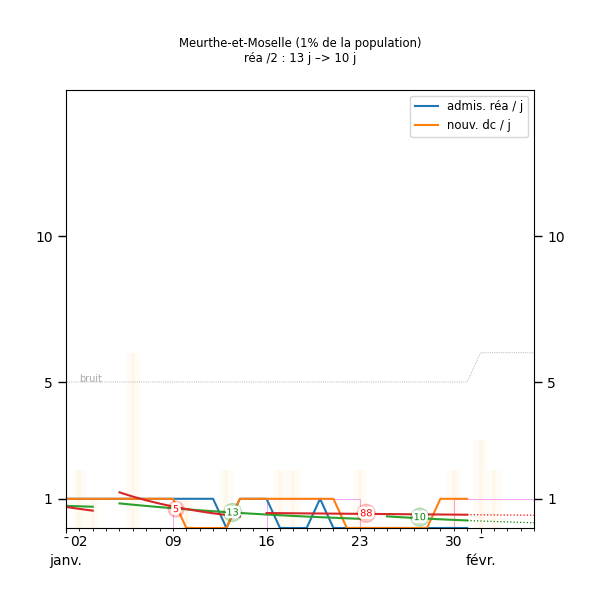 Meurthe-et-Moselle (1% de la population)
réa /2 : 13 j −> 10 j
admis. réa / j
nouv. dc / j
10
10
bruit
5
5
1
1
5
-13
88
-10
02
09
16
23
30
-
janv.
févr.